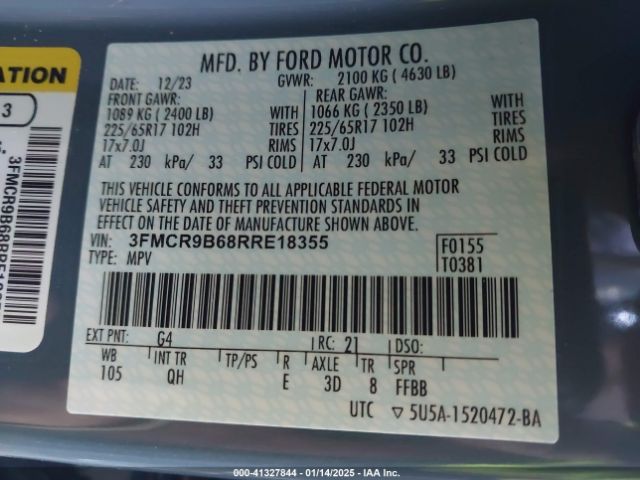 MFD. BY FORD MOTOR CO.
DATE: 12/23 GVWR: 2100 KG (4630 LB)
FRONT GAWR: REAR GAWR:
1089 KG (2400 LB) WITH 1066 KG (2350 LB) WITH
225/65R17 102H TIRES 225/65R17 102H TIRES
17x7.0J RIMS 17x7.0J RIMS
AT 230 kPa/ 33 PSI COLD AT 230 kPa/ 33 PSI COLD
THIS VEHICLE CONFORMS TO ALL APPLICABLE FEDERAL MOTOR
VEHICLE SAFETY AND THEFT PREVENTION STANDARDS IN
EFFECT ON THE DATE OF MANUFACTURE SHOWN ABOVE.
VIN: 3FMCR9B68RRE18355 F0155
TYPE: MPV T0381
EXT PNT: G4 RC: 21 DSO:
WB INT TR TP/PS R AXLE TR SPR
105 QH E 3D 8 FFBB
UTC ▽5U5A-1520472-BA
ATION
3
000-41327844 | 01/14/2025 | IAA Inc.